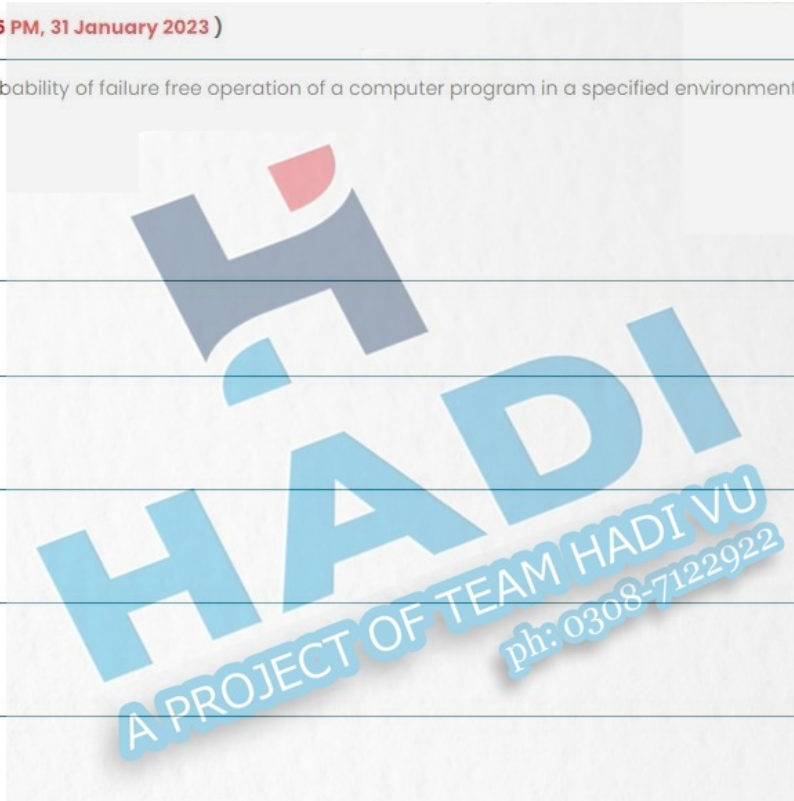 5 PM, 31 January 2023 )
bability of failure free operation of a computer program in a specified environment
HADI
A PROJECT OF TEAM HADI VU
ph: 0308-7122922